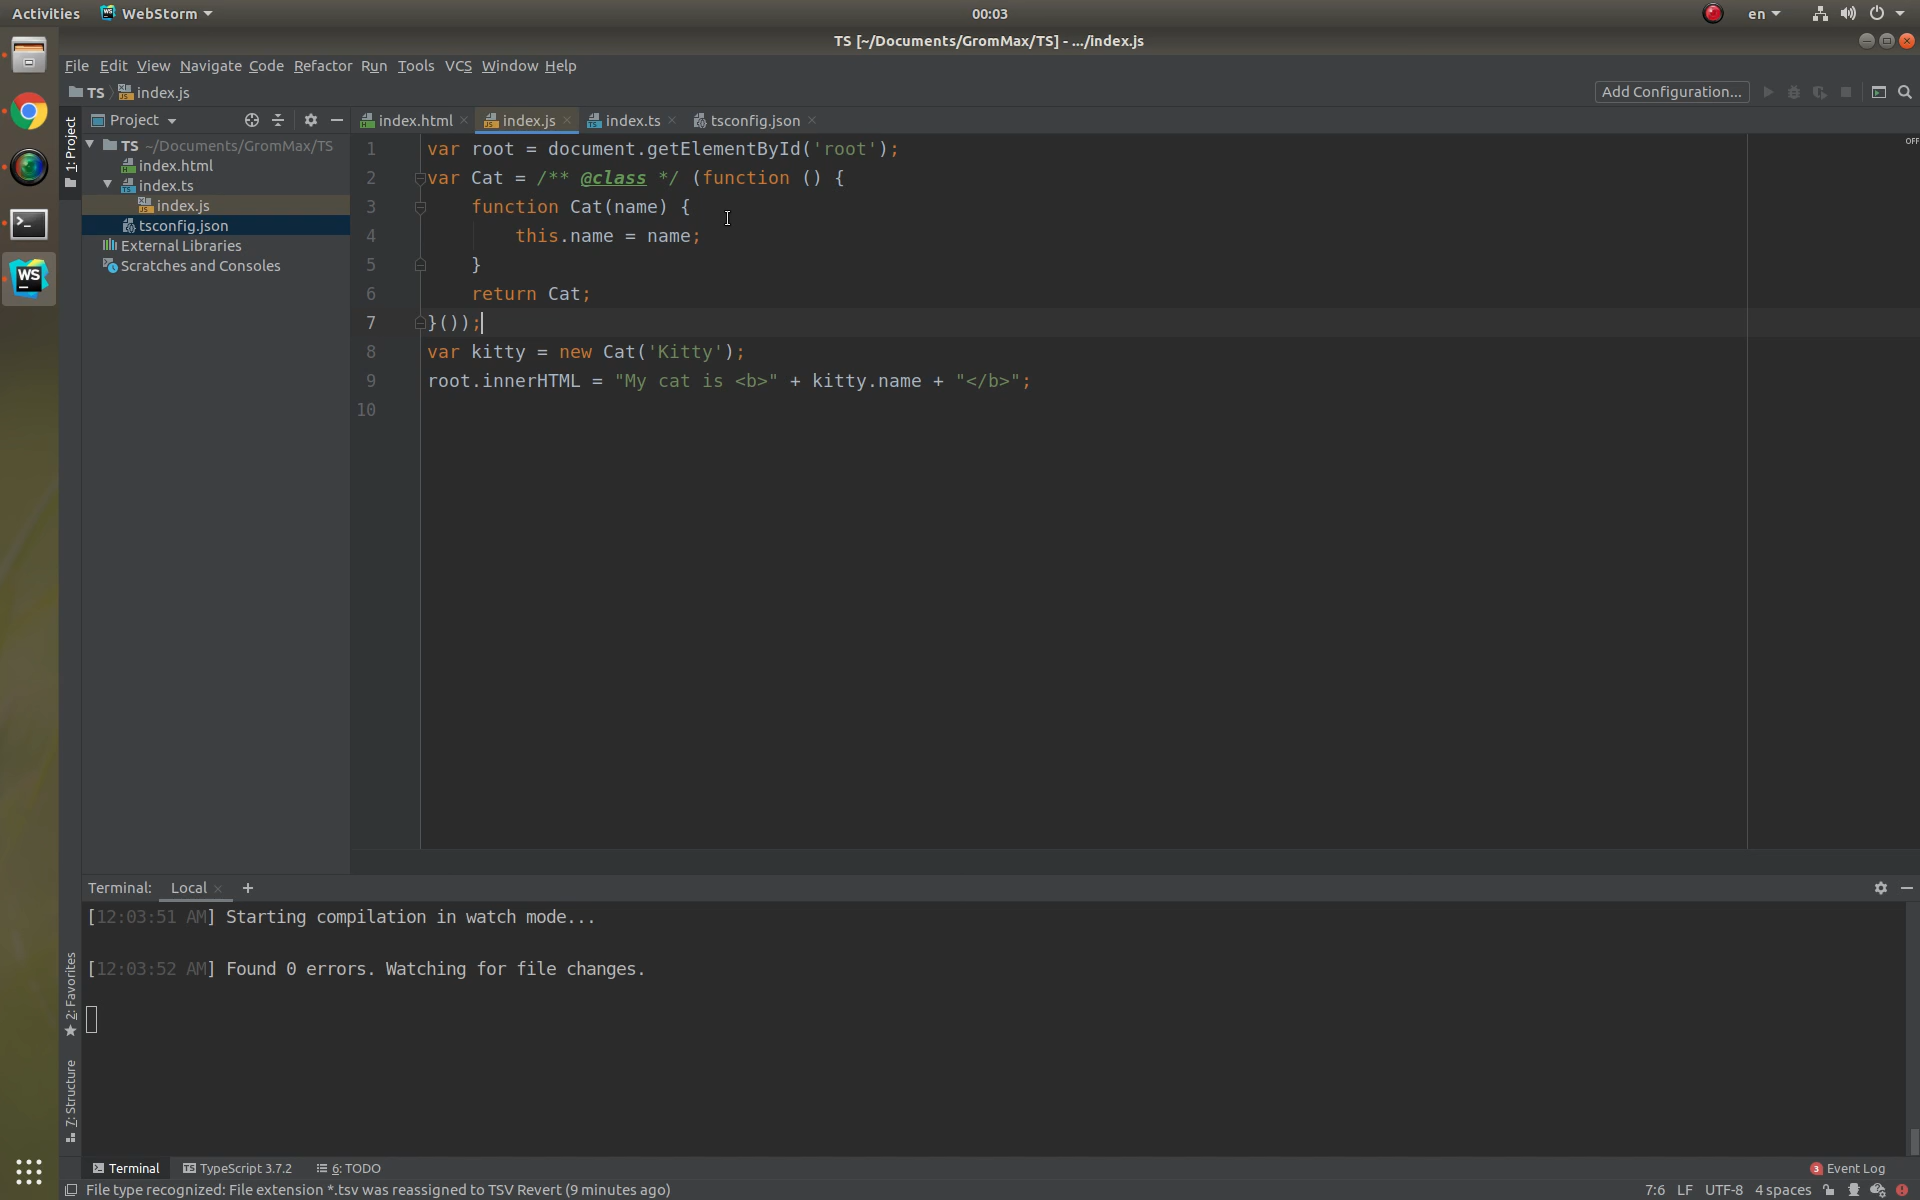 Activities WebStorm 00:03 en
TS [~/Documents/GromMax/TS] - .../index.js
File Edit View Navigate Code Refactor Run Tools VCS Window Help
TS index.js Add Configuration...
1: Project
Project
TS ~/Documents/GromMax/TS
index.html
index.ts
index.js
tsconfig.json
External Libraries
Scratches and Consoles
index.html index.js index.ts tsconfig.json
OFF
1 var root = document.getElementById('root');
2 var Cat = /** @class */ (function () {
3 function Cat(name) {
4 this.name = name;
5 }
6 return Cat;
7 }());
8 var kitty = new Cat('Kitty');
9 root.innerHTML = "My cat is <b>" + kitty.name + "</b>";
10
WS
Terminal: Local +
[12:03:51 AM] Starting compilation in watch mode...
[12:03:52 AM] Found 0 errors. Watching for file changes.
2: Favorites
7: Structure
Terminal TypeScript 3.7.2 6: TODO 3 Event Log
File type recognized: File extension *.tsv was reassigned to TSV Revert (9 minutes ago) 7:6 LF UTF-8 4 spaces